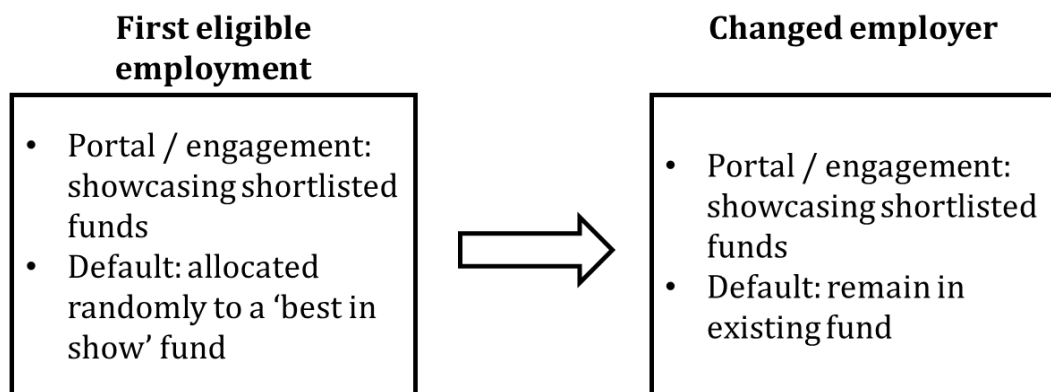 First eligible
employment
• Portal / engagement:
showcasing shortlisted
funds
• Default: allocated
randomly to a ‘best in
show’ fund
Changed employer
• Portal / engagement:
showcasing shortlisted
funds
• Default: remain in
existing fund